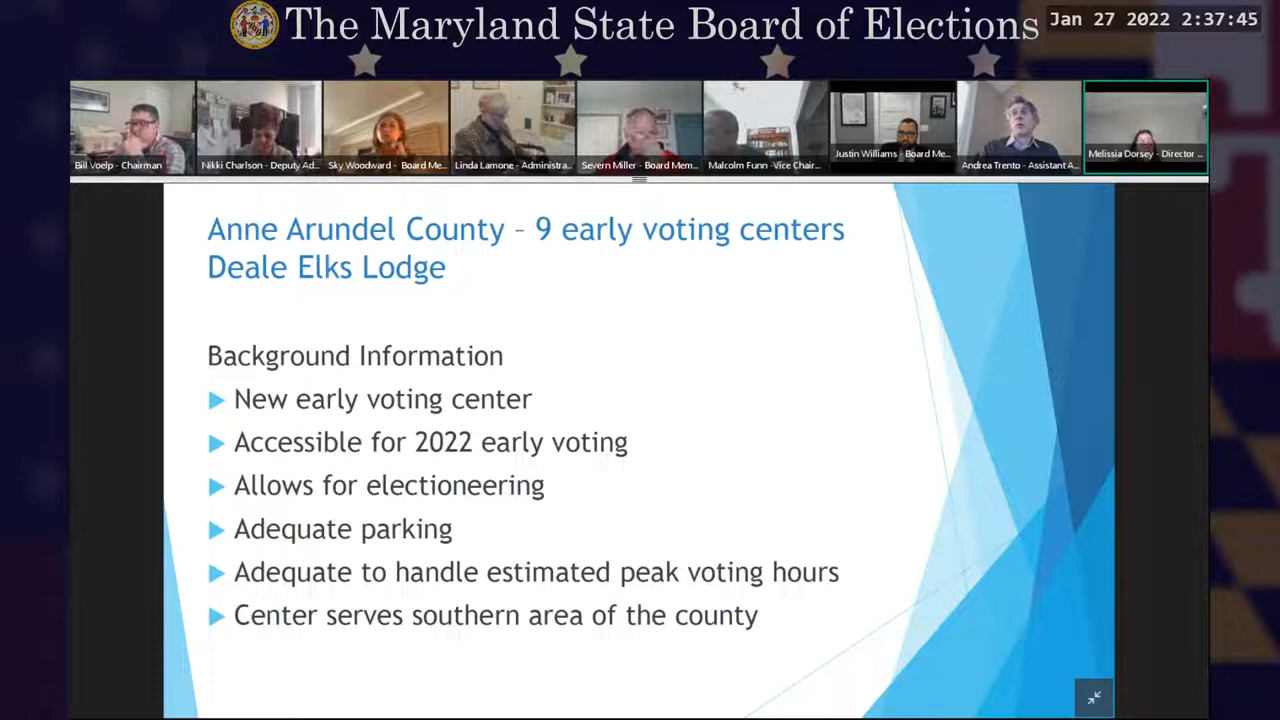 The Maryland State Board of Elections
Jan 27 2022 2:37:45
Bill Voelp - Chairman
Nikki Charlson - Deputy Ad...
Sky Woodward - Board Me...
Linda Lamone - Administra...
Severn Miller - Board Mem...
Malcolm Funn -Vice Chair...
Justin Williams - Board Me...
Andrea Trento - Assistant A...
Melissia Dorsey - Director ...
Anne Arundel County – 9 early voting centers
Deale Elks Lodge
Background Information
New early voting center
Accessible for 2022 early voting
Allows for electioneering
Adequate parking
Adequate to handle estimated peak voting hours
Center serves southern area of the county